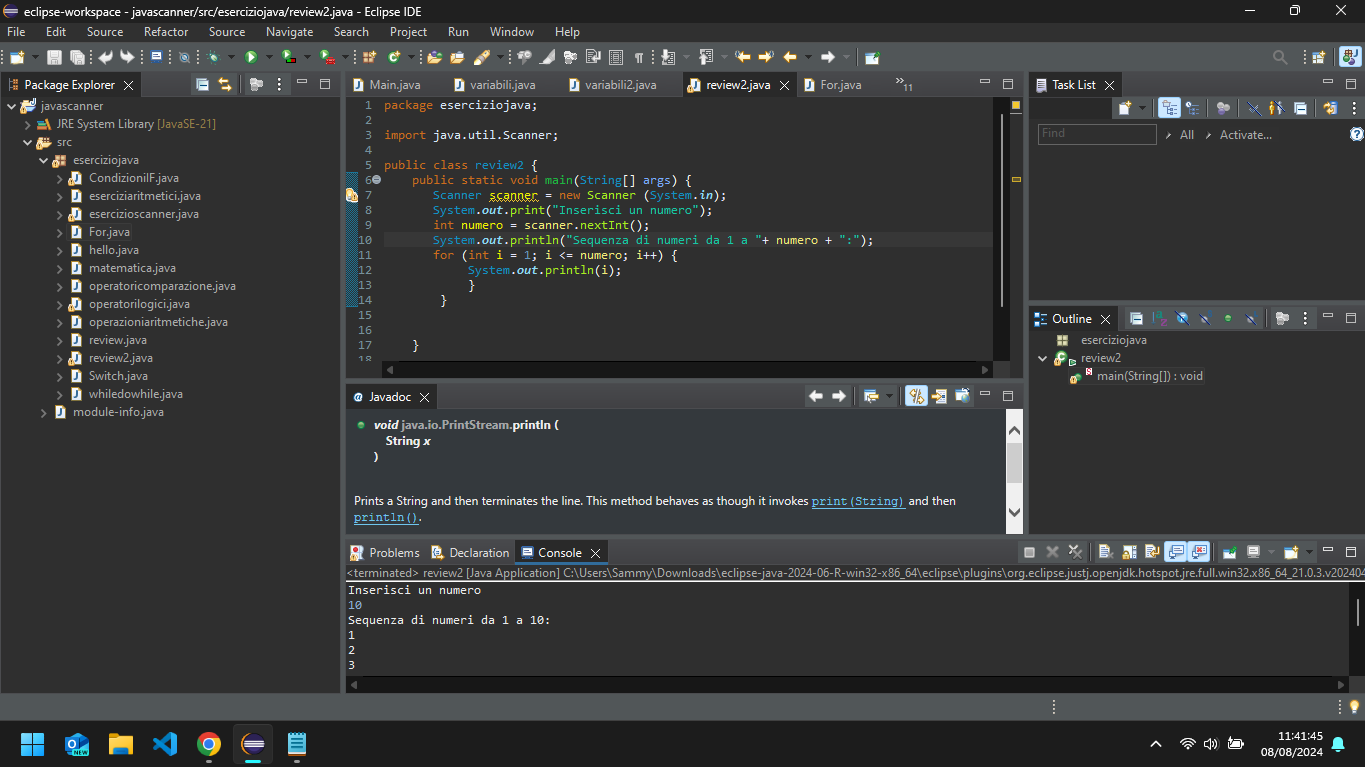 eclipse-workspace - javascanner/src/eserciziojava/review2.java - Eclipse IDE
File Edit Source Refactor Source Navigate Search Project Run Window Help
Package Explorer
javascanner
JRE System Library [JavaSE-21]
src
eserciziojava
CondizioniIF.java
eserciziaritmetici.java
eserczioscanner.java
For.java
hello.java
matematica.java
operatoricomparazione.java
operatorilogici.java
operazioniaritmetiche.java
review.java
review2.java
Switch.java
whiledowhile.java
module-info.java
Main.java variabili.java variabili2.java review2.java For.java »11
1 package eserciziojava;
2
3 import java.util.Scanner;
4
5 public class review2 {
6 public static void main(String[] args) {
7 Scanner scanner = new Scanner (System.in);
8 System.out.print("Inserisci un numero");
9 int numero = scanner.nextInt();
10 System.out.println("Sequenza di numeri da 1 a "+ numero + ":");
11 for (int i = 1; i <= numero; i++) {
12 System.out.println(i);
13 }
14 }
15
16
17 }
18
Javadoc
void java.io.PrintStream.println (
String x
)
Prints a String and then terminates the line. This method behaves as though it invokes print(String) and then
println().
Problems Declaration Console
<terminated> review2 [Java Application] C:\Users\Sammy\Downloads\eclipse-java-2024-06-R-win32-x86_64\eclipse\plugins\org.eclipse.justj.openjdk.hotspot.jre.full.win32.x86_64_21.0.3.v202404
Inserisci un numero
10
Sequenza di numeri da 1 a 10:
1
2
3
Task List
Find All Activate...
Outline
eserciziojava
review2
main(String[]) : void
NEW
11:41:45
08/08/2024